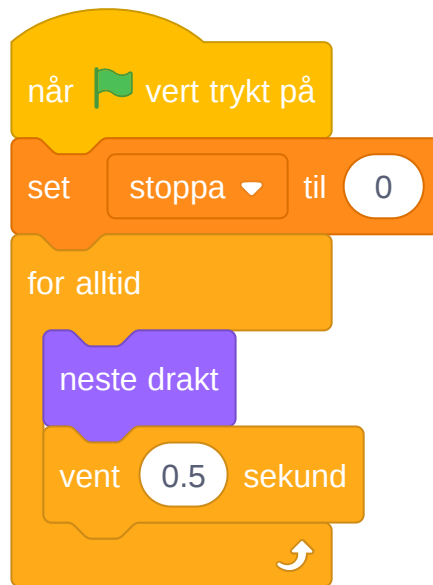 når vert trykt på
set stoppa til 0
for alltid
neste drakt
vent 0.5 sekund